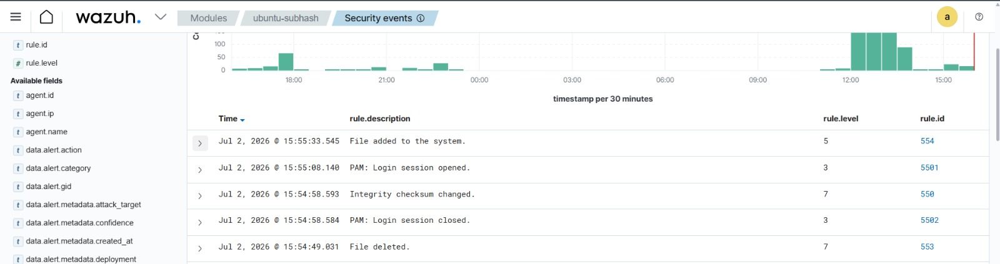 wazuh.
Modules
ubuntu-subhash
Security events
a
t rule.id
# rule.level
Available fields
t agent.id
t agent.ip
t agent.name
t data.alert.action
t data.alert.category
t data.alert.gid
t data.alert.metadata.attack_target
t data.alert.metadata.confidence
t data.alert.metadata.created_at
t data.alert.metadata.deployment
100
50
0
18:00 21:00 00:00 03:00 06:00 09:00 12:00 15:00
timestamp per 30 minutes
Time rule.description rule.level rule.id
Jul 2, 2026 @ 15:55:33.545 File added to the system. 5 554
Jul 2, 2026 @ 15:55:08.140 PAM: Login session opened. 3 5501
Jul 2, 2026 @ 15:54:58.593 Integrity checksum changed. 7 550
Jul 2, 2026 @ 15:54:58.584 PAM: Login session closed. 3 5502
Jul 2, 2026 @ 15:54:49.031 File deleted. 7 553